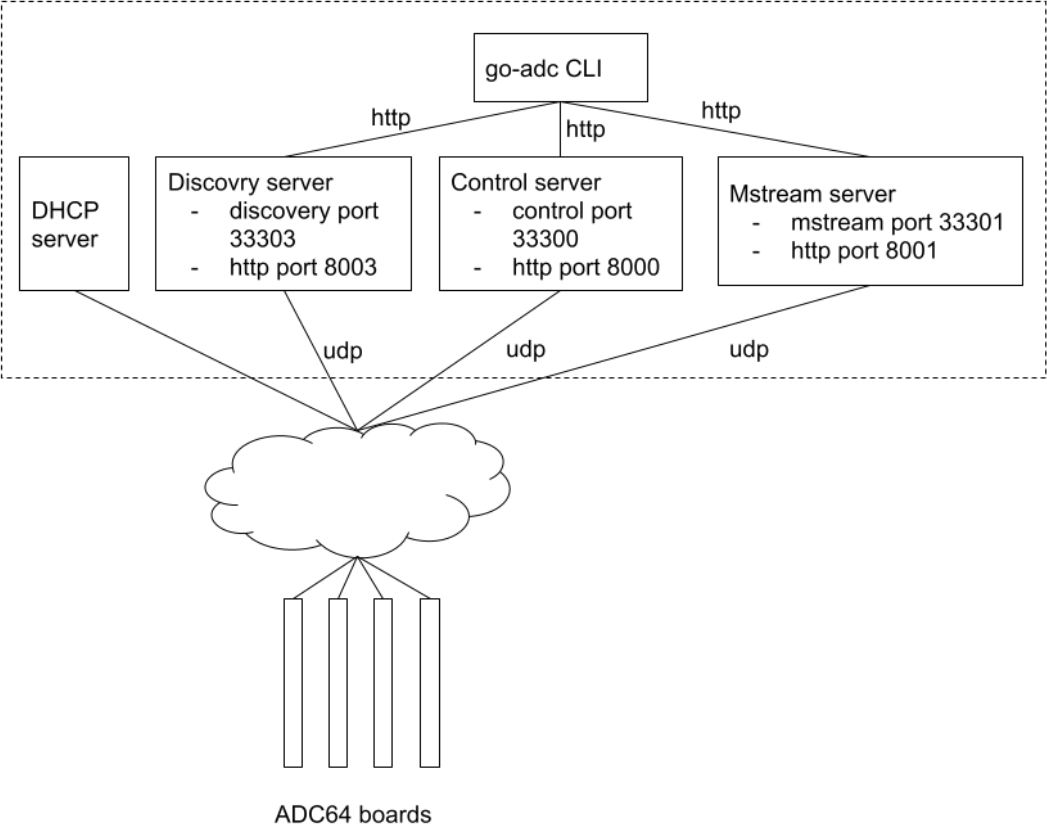 go-adc CLI
http
http
http
DHCP
server
Discovry server
- discovery port
33303
- http port 8003
Control server
- control port
33300
- http port 8000
Mstream server
- mstream port 33301
- http port 8001
udp
udp
udp
ADC64 boards